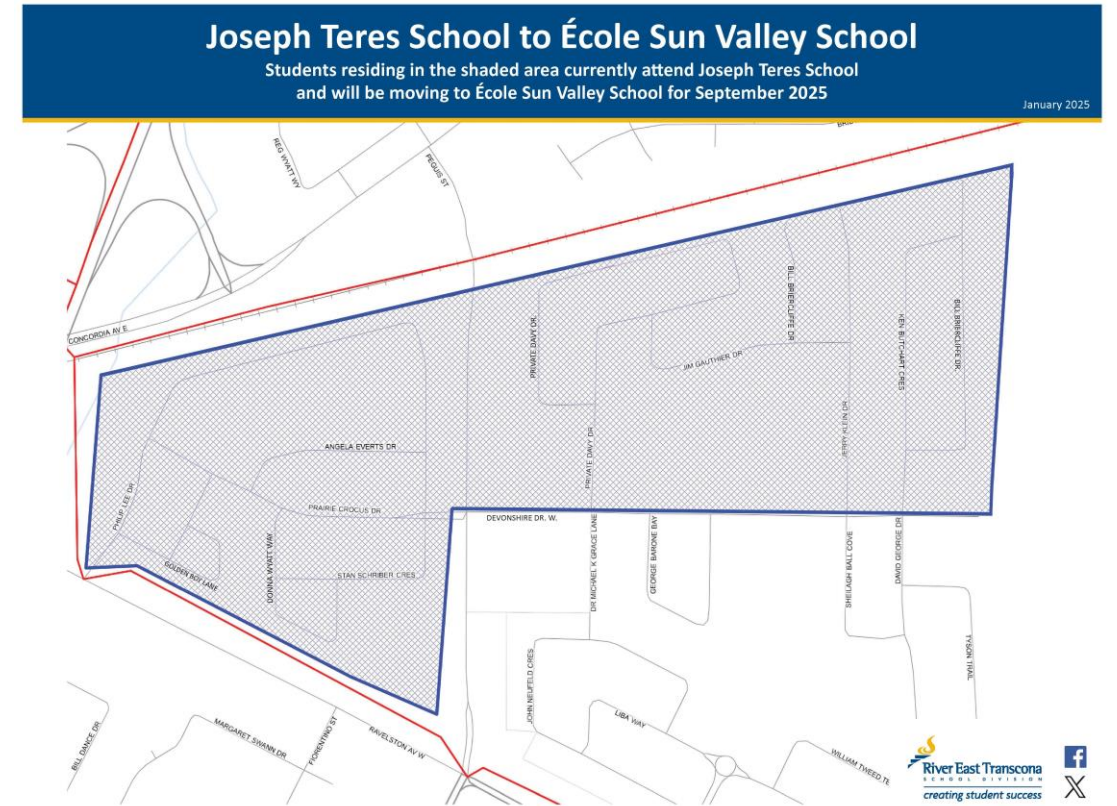 Joseph Teres School to École Sun Valley School
Students residing in the shaded area currently attend Joseph Teres School
and will be moving to École Sun Valley School for September 2025
January 2025
REG WYATT WY
PEGUIS ST
CONCORDIA AV E
PRIVATE DAVY DR.
BILL BRIERCLIFFE DR
KEN BUTCHART CRES
BILL BRIERCLIFFE DR.
JIM GAUTHIER DR
JERRY KLEIN DR
ANGELA EVERTS DR
PRIVATE DAVY DR
PHILIP LEE DR
PRAIRIE CROCUS DR
DEVONSHIRE DR. W.
GOLDEN BOY LANE
DONNA WYATT WAY
STAN SCHRIBER CRES
DR MICHAEL K GRACE LANE
GEORGE BARONE BAY
SHEILAGH BALL COVE
DAVID GEORGE DR
TYSON TRAIL
JOHN NEUFELD CRES
LIBA WAY
BILL DANCE DR
MARGARET SWANN DR
FIORENTINO ST
RAVELSTON AV W
WILLIAM TWEED TE
River East Transcona
SCHOOL DIVISION
creating student success